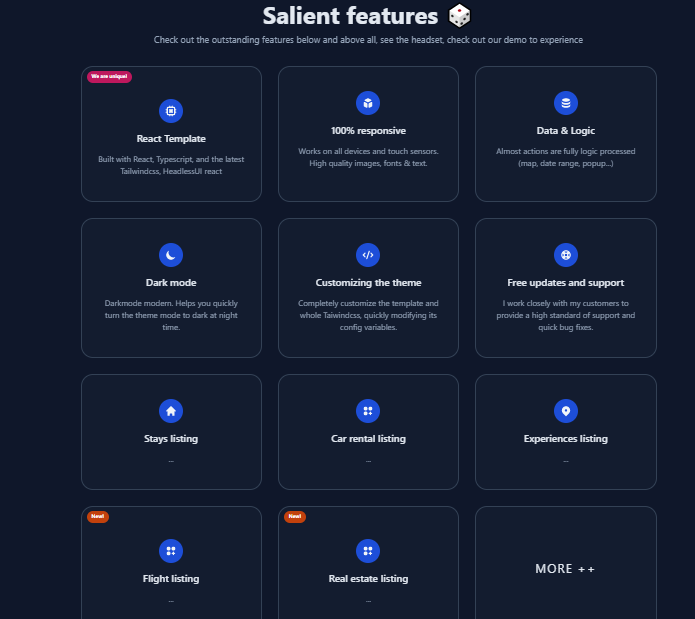 Salient features 🎲
Check out the outstanding features below and above all, see the headset, check out our demo to experience
We are unique!
React Template
Built with React, Typescript, and the latest
Tailwindcss, HeadlessUI react
100% responsive
Works on all devices and touch sensors.
High quality images, fonts & text.
Data & Logic
Almost actions are fully logic processed
(map, date range, popup...)
Dark mode
Darkmode modern. Helps you quickly
turn the theme mode to dark at night
time.
Customizing the theme
Completely customize the template and
whole Taiwindcss, quickly modifying its
config variables.
Free updates and support
I work closely with my customers to
provide a high standard of support and
quick bug fixes.
Stays listing
...
Car rental listing
...
Experiences listing
...
New!
Flight listing
...
New!
Real estate listing
...
MORE ++